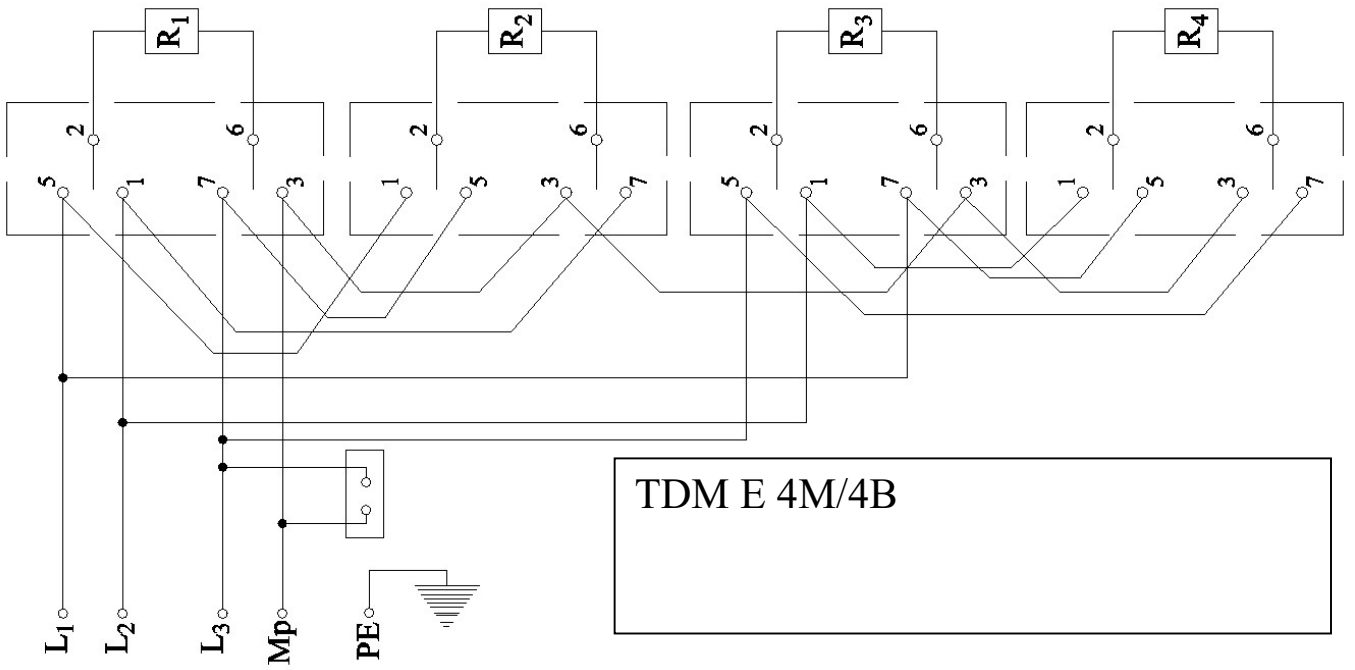 R₁ R₂ R₃ R₄
2 6 2 6 2 6 2 6
5 1 7 3 1 5 3 7 5 1 7 3 1 5 3 7
TDM E 4M/4B
L₁ L₂ L₃ Mp PE